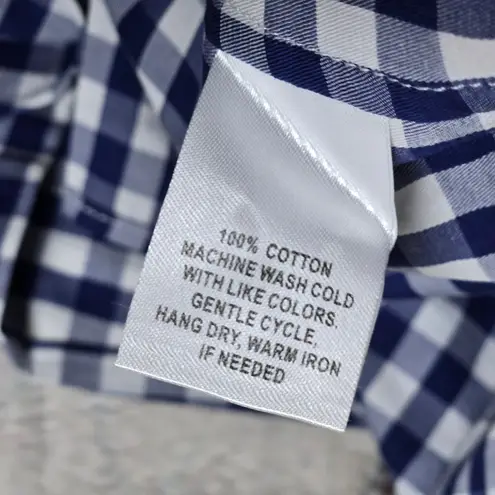 100% COTTON
MACHINE WASH COLD
WITH LIKE COLORS.
GENTLE CYCLE.
HANG DRY, WARM IRON
IF NEEDED